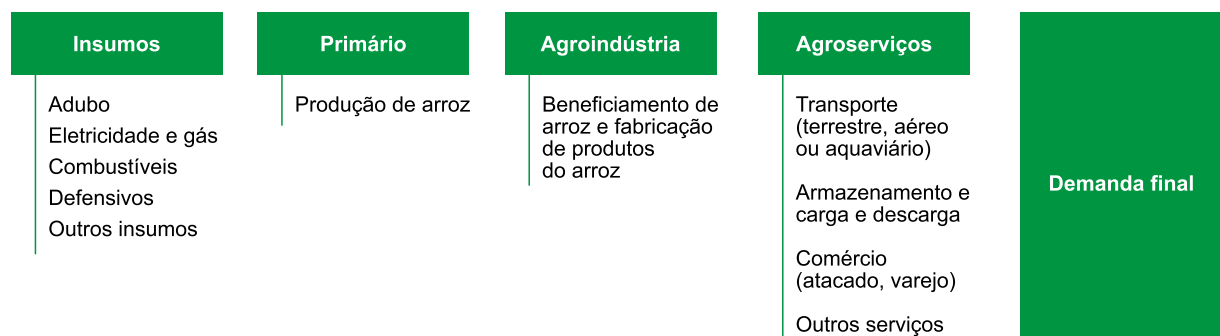 Insumos
Adubo
Eletricidade e gás
Combustíveis
Defensivos
Outros insumos
Primário
Produção de arroz
Agroindústria
Beneficiamento de
arroz e fabricação
de produtos
do arroz
Agroserviços
Transporte
(terrestre, aéreo
ou aquaviário)
Armazenamento e
carga e descarga
Comércio
(atacado, varejo)
Outros serviços
Demanda final